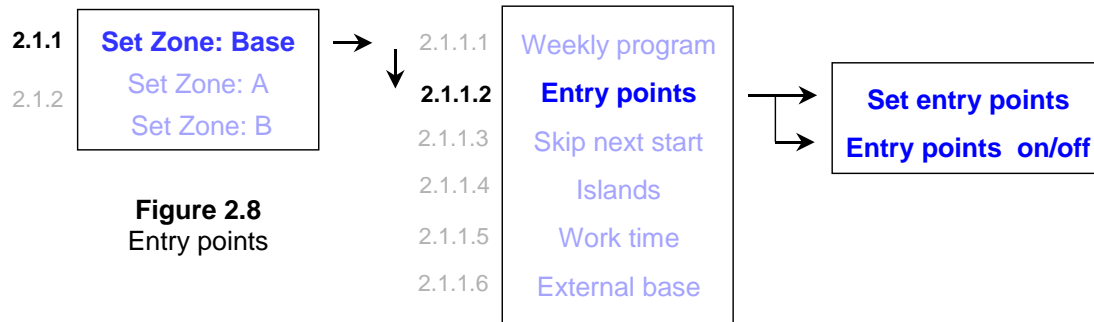 2.1.1 Set Zone: Base
2.1.2 Set Zone: A
Set Zone: B
Figure 2.8
Entry points
2.1.1.1 Weekly program
2.1.1.2 Entry points
2.1.1.3 Skip next start
2.1.1.4 Islands
2.1.1.5 Work time
2.1.1.6 External base
Set entry points
Entry points on/off